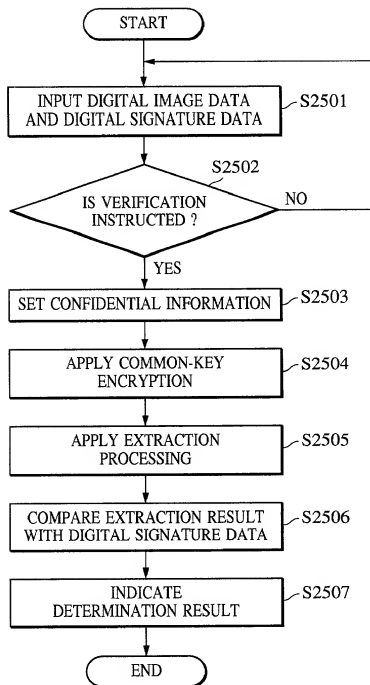 START
INPUT DIGITAL IMAGE DATA
AND DIGITAL SIGNATURE DATA
S2501
S2502
IS VERIFICATION
INSTRUCTED ?
NO
YES
SET CONFIDENTIAL INFORMATION
S2503
APPLY COMMON-KEY
ENCRYPTION
S2504
APPLY EXTRACTION
PROCESSING
S2505
COMPARE EXTRACTION RESULT
WITH DIGITAL SIGNATURE DATA
S2506
INDICATE
DETERMINATION RESULT
S2507
END